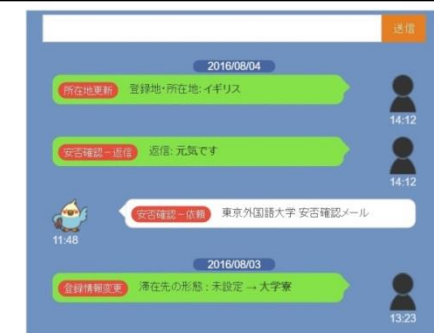 送信
2016/08/04
所在地更新 登録地・所在地:イギリス
14:12
安否確認－返信 返信: 元気です
14:12
安否確認－依頼 東京外国語大学 安否確認メール
11:48
2016/08/03
登録情報変更 滞在先の形態 : 未設定 → 大学寮
13:23